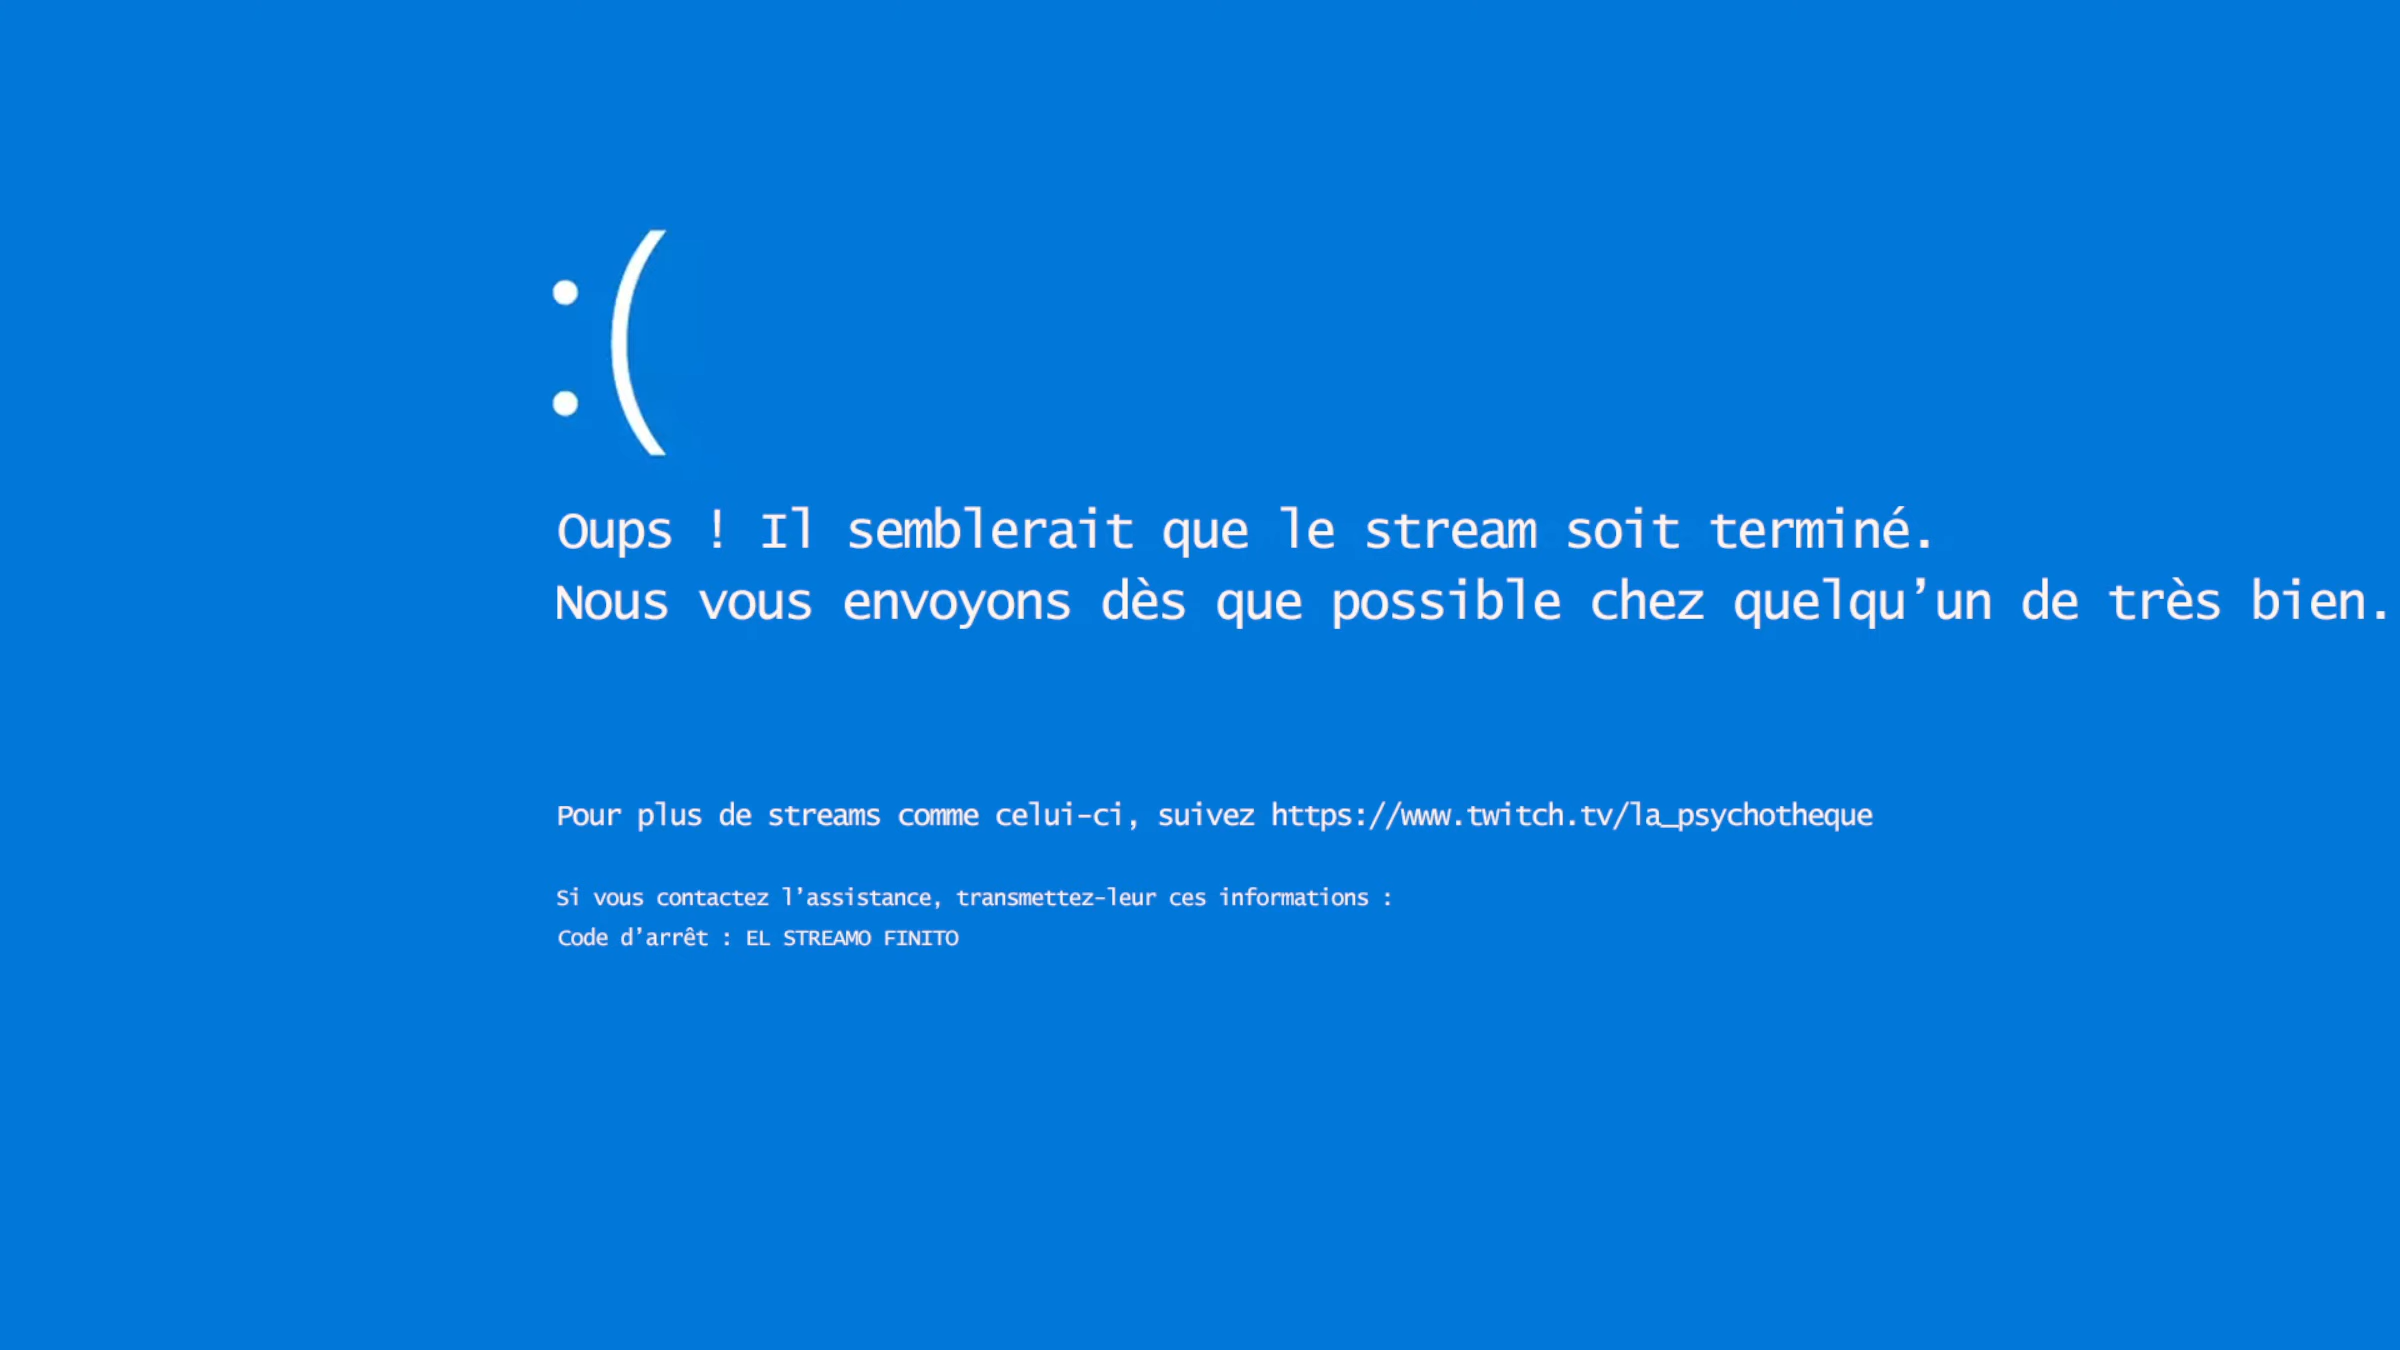 :(
Oups ! Il semblerait que le stream soit terminé.
Nous vous envoyons dès que possible chez quelqu’un de très bien.
Pour plus de streams comme celui-ci, suivez https://www.twitch.tv/la_psychotheque
Si vous contactez l’assistance, transmettez-leur ces informations :
Code d’arrêt : EL STREAMO FINITO